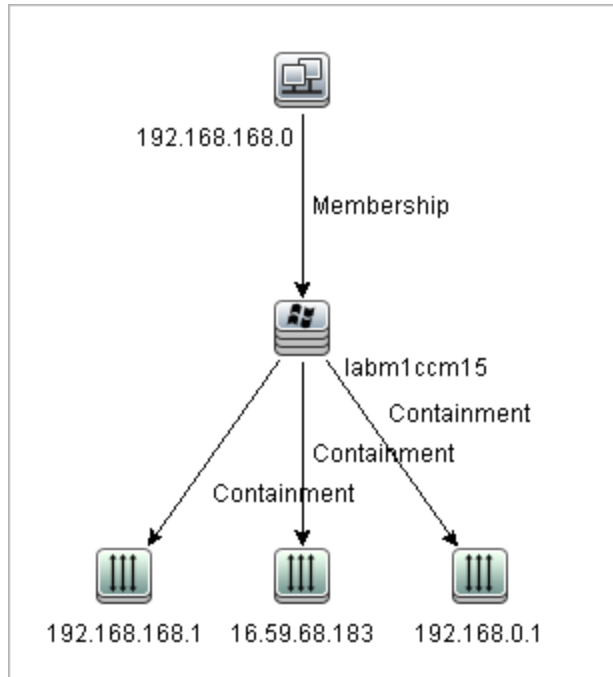 192.168.168.0
Membership
labm1ccm15
Containment
Containment
Containment
192.168.168.1
16.59.68.183
192.168.0.1